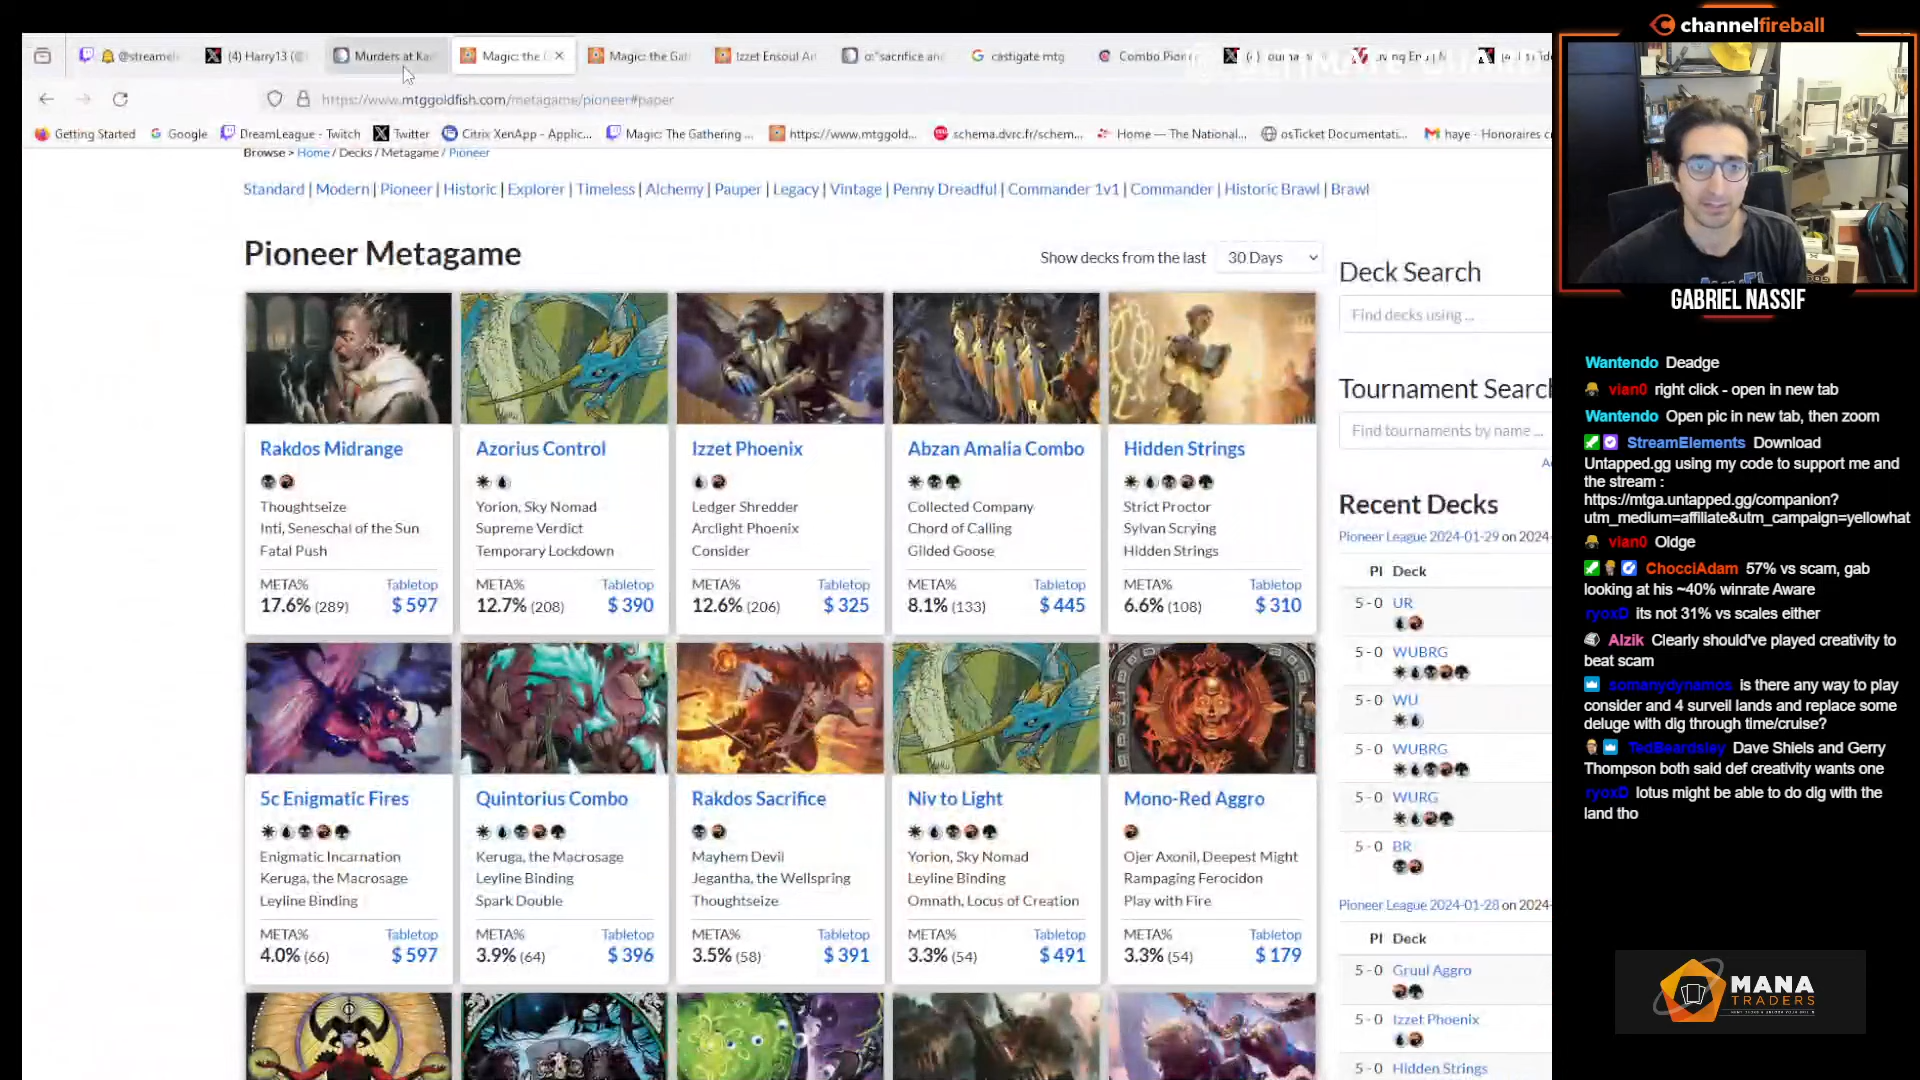 @streamele
(4) Harry13 (@
Murders at Kar
Magic: the G
Magic: the Gat
Izzet Ensoul Art
o:"sacrifice an
castigate mtg
Combo Pion
Living End | M
https://www.mtggoldfish.com/metagame/pioneer#paper
Getting Started
Google
DreamLeague - Twitch
Twitter
Citrix XenApp - Applic...
Magic: The Gathering ...
https://www.mtggold...
schema.dvrc.fr/schem...
Home — The National...
osTicket Documentati...
haye - Honoraires c
Browse > Home / Decks / Metagame / Pioneer
Standard | Modern | Pioneer | Historic | Explorer | Timeless | Alchemy | Pauper | Legacy | Vintage | Penny Dreadful | Commander 1v1 | Commander | Historic Brawl | Brawl
Pioneer Metagame
Show decks from the last
30 Days
Rakdos Midrange
Thoughtseize
Inti, Seneschal of the Sun
Fatal Push
META% Tabletop
17.6% (289) $ 597
Azorius Control
Yorion, Sky Nomad
Supreme Verdict
Temporary Lockdown
META% Tabletop
12.7% (208) $ 390
Izzet Phoenix
Ledger Shredder
Arclight Phoenix
Consider
META% Tabletop
12.6% (206) $ 325
Abzan Amalia Combo
Collected Company
Chord of Calling
Gilded Goose
META% Tabletop
8.1% (133) $ 445
Hidden Strings
Strict Proctor
Sylvan Scrying
Hidden Strings
META% Tabletop
6.6% (108) $ 310
5c Enigmatic Fires
Enigmatic Incarnation
Keruga, the Macrosage
Leyline Binding
META% Tabletop
4.0% (66) $ 597
Quintorius Combo
Keruga, the Macrosage
Leyline Binding
Spark Double
META% Tabletop
3.9% (64) $ 396
Rakdos Sacrifice
Mayhem Devil
Jegantha, the Wellspring
Thoughtseize
META% Tabletop
3.5% (58) $ 391
Niv to Light
Yorion, Sky Nomad
Leyline Binding
Omnath, Locus of Creation
META% Tabletop
3.3% (54) $ 491
Mono-Red Aggro
Ojer Axonil, Deepest Might
Rampaging Ferocidon
Play with Fire
META% Tabletop
3.3% (54) $ 179
Deck Search
Find decks using ...
Tournament Searc
Find tournaments by name ...
Recent Decks
Pioneer League 2024-01-29 on 2024-
Pl Deck
5 - 0 UR
5 - 0 WUBRG
5 - 0 WU
5 - 0 WUBRG
5 - 0 WURG
5 - 0 BR
Pioneer League 2024-01-28 on 2024-
Pl Deck
5 - 0 Gruul Aggro
5 - 0 Izzet Phoenix
5 - 0 Hidden Strings
channelfireball
GABRIEL NASSIF
Wantendo Deadge
vlan0 right click - open in new tab
Wantendo Open pic in new tab, then zoom
StreamElements Download
Untapped.gg using my code to support me and
the stream :
https://mtga.untapped.gg/companion?
utm_medium=affiliate&utm_campaign=yellowhat
vlan0 Oldge
ChocciAdam 57% vs scam, gab
looking at his ~40% winrate Aware
ryoxD its not 31% vs scales either
Alzik Clearly should've played creativity to
beat scam
somanydynamos is there any way to play
consider and 4 surveil lands and replace some
deluge with dig through time/cruise?
TedBeardsley Dave Shiels and Gerry
Thompson both said def creativity wants one
ryoxD lotus might be able to do dig with the
land tho
MANA
TRADERS